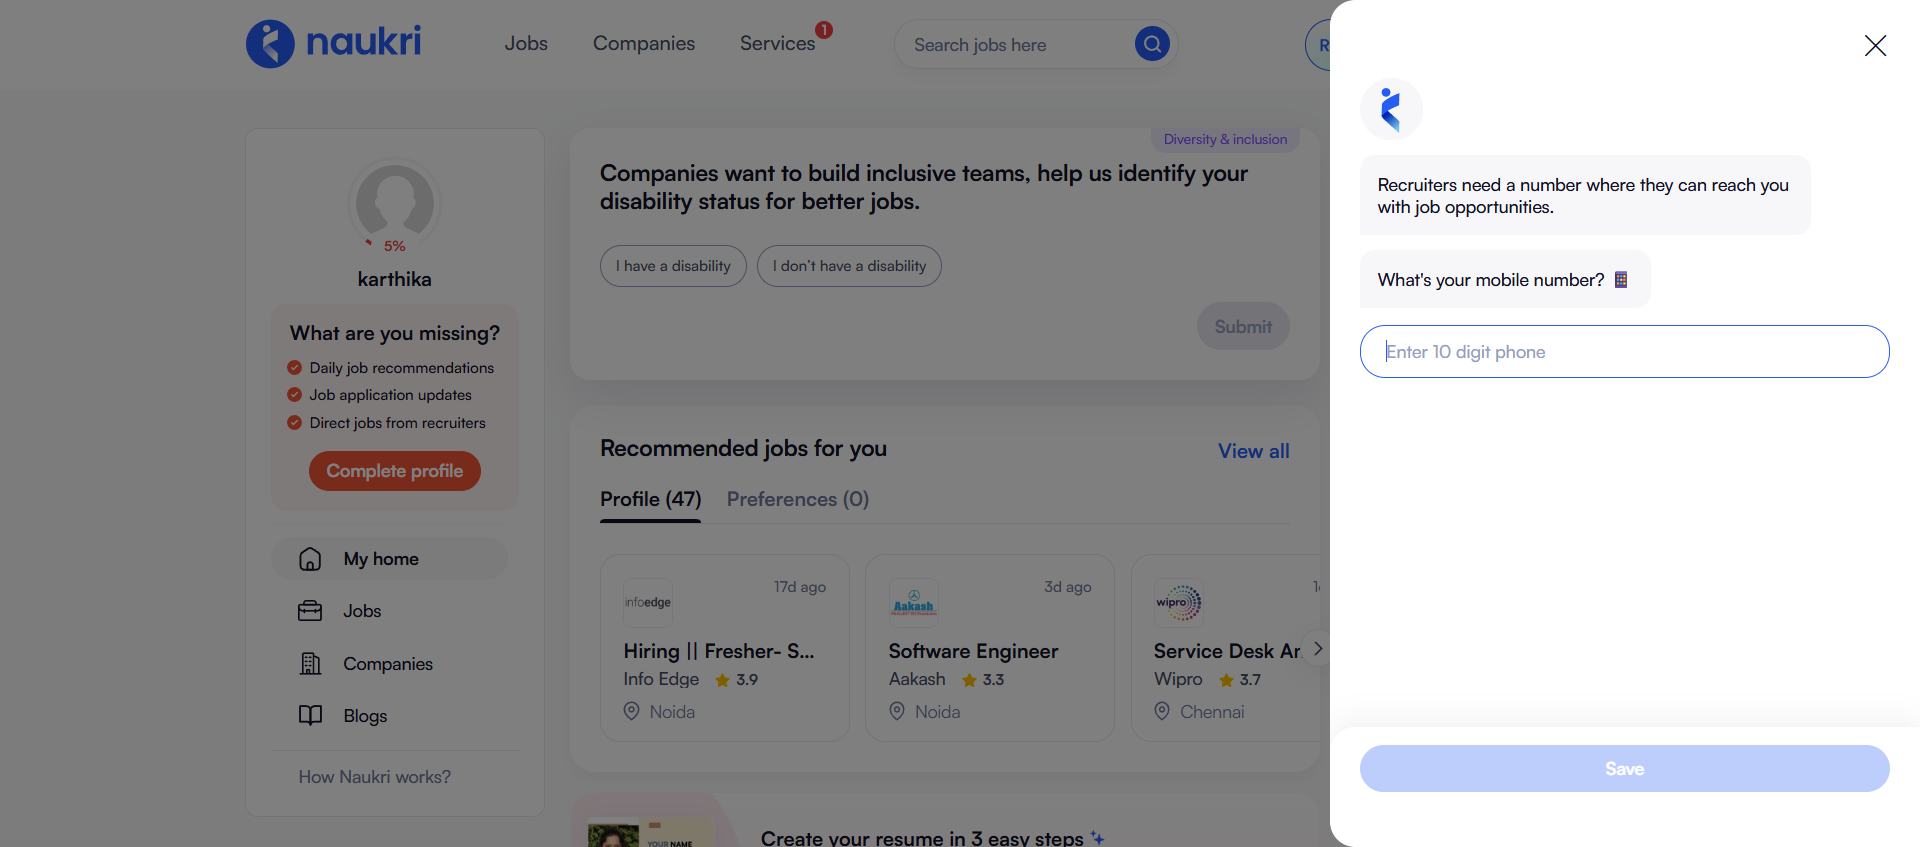 naukri
Jobs
Companies
Services
1
Search jobs here
R
5%
karthika
What are you missing?
Daily job recommendations
Job application updates
Direct jobs from recruiters
Complete profile
My home
Jobs
Companies
Blogs
How Naukri works?
Diversity & inclusion
Companies want to build inclusive teams, help us identify your
disability status for better jobs.
I have a disability
I don't have a disability
Submit
Recommended jobs for you
View all
Profile (47)
Preferences (0)
infoedge
17d ago
Hiring || Fresher- S...
Info Edge
3.9
Noida
Aakash
3d ago
Software Engineer
Aakash
3.3
Noida
wipro
Service Desk An
Wipro
3.7
Chennai
YOUR NAME
Create your resume in 3 easy steps
Recruiters need a number where they can reach you
with job opportunities.
What's your mobile number?
Enter 10 digit phone
Save